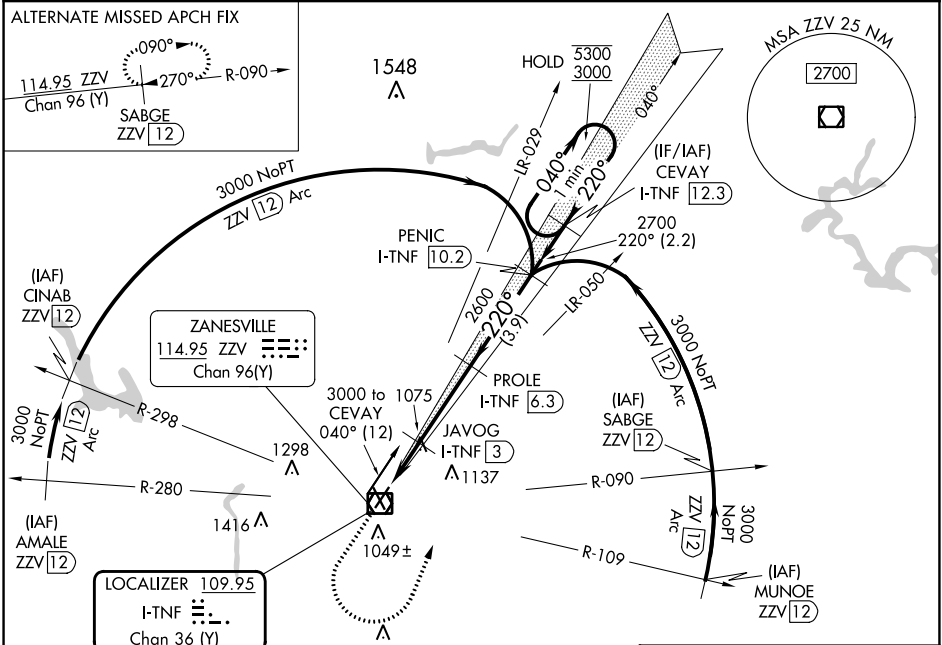 ALTERNATE MISSED APCH FIX
090°
114.95 ZZV
270°
R-090
Chan 96 (Y)
SABGE
ZZV 12
1548
HOLD
5300
3000
MSA ZZV 25 NM
2700
LR-029
040°
040°
1 min
220°
(IF/IAF)
CEVAY
I-TNF 12.3
3000 NoPT
ZZV 12 Arc
PENIC
I-TNF 10.2
2700
220° (2.2)
LR-050
2600
220°
(3.9)
3000 NoPT
ZZV 12 Arc
(IAF)
CINAB
ZZV 12
ZANESVILLE
114.95 ZZV
Chan 96(Y)
PROLE
I-TNF 6.3
3000
NoPT
ZZV 12
Arc
R-298
3000 to
CEVAY
040° (12)
1075
JAVOG
I-TNF 3
1137
(IAF)
SABGE
ZZV 12
1298
R-280
R-090
1416
1049±
ZZV 12
Arc
3000
NoPT
R-109
(IAF)
AMALE
ZZV 12
(IAF)
MUNOE
ZZV 12
LOCALIZER 109.95
I-TNF
Chan 36 (Y)